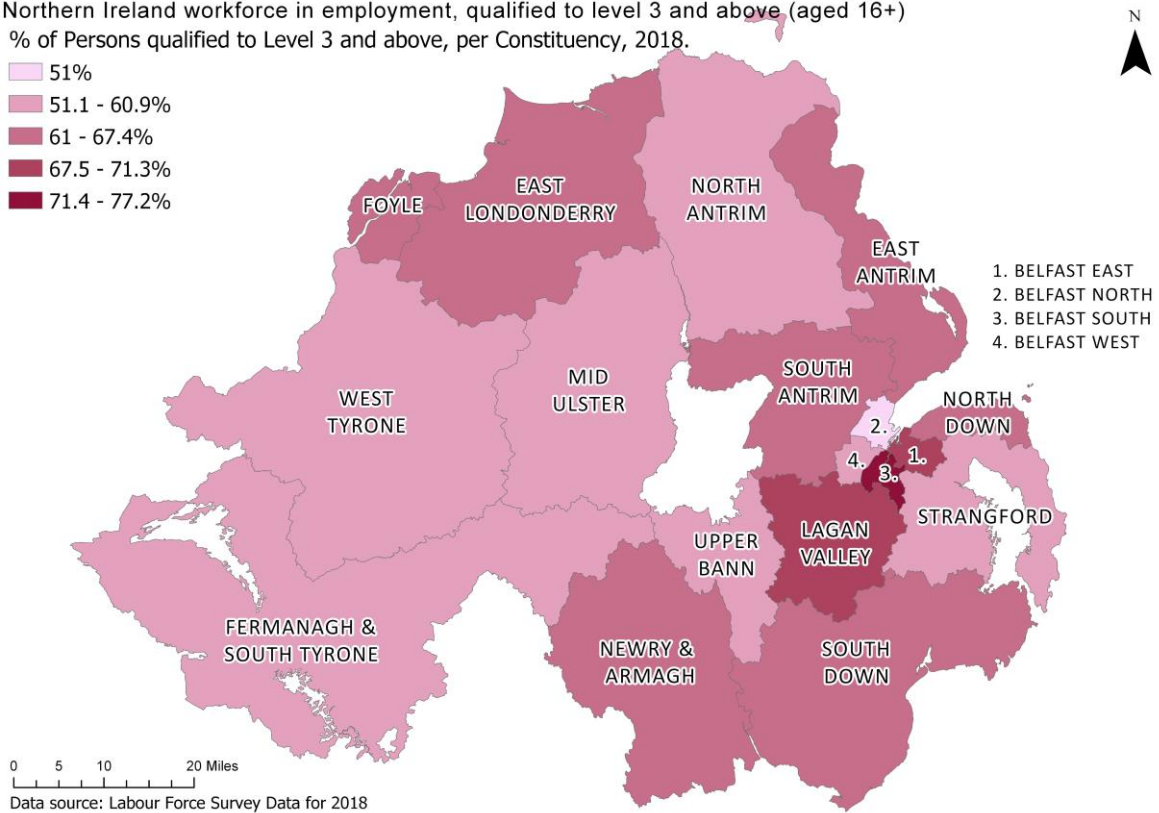 Northern Ireland workforce in employment, qualified to level 3 and above (aged 16+)
% of Persons qualified to Level 3 and above, per Constituency, 2018.
N
51%
51.1 - 60.9%
61 - 67.4%
67.5 - 71.3%
71.4 - 77.2%
FOYLE
EAST
LONDONDERRY
NORTH
ANTRIM
EAST
ANTRIM
1. BELFAST EAST
2. BELFAST NORTH
3. BELFAST SOUTH
4. BELFAST WEST
WEST
TYRONE
MID
ULSTER
SOUTH
ANTRIM
NORTH
DOWN
2.
1.
4.
3.
STRANGFORD
UPPER
BANN
LAGAN
VALLEY
FERMANAGH &
SOUTH TYRONE
NEWRY &
ARMAGH
SOUTH
DOWN
0 5 10 20 Miles
Data source: Labour Force Survey Data for 2018